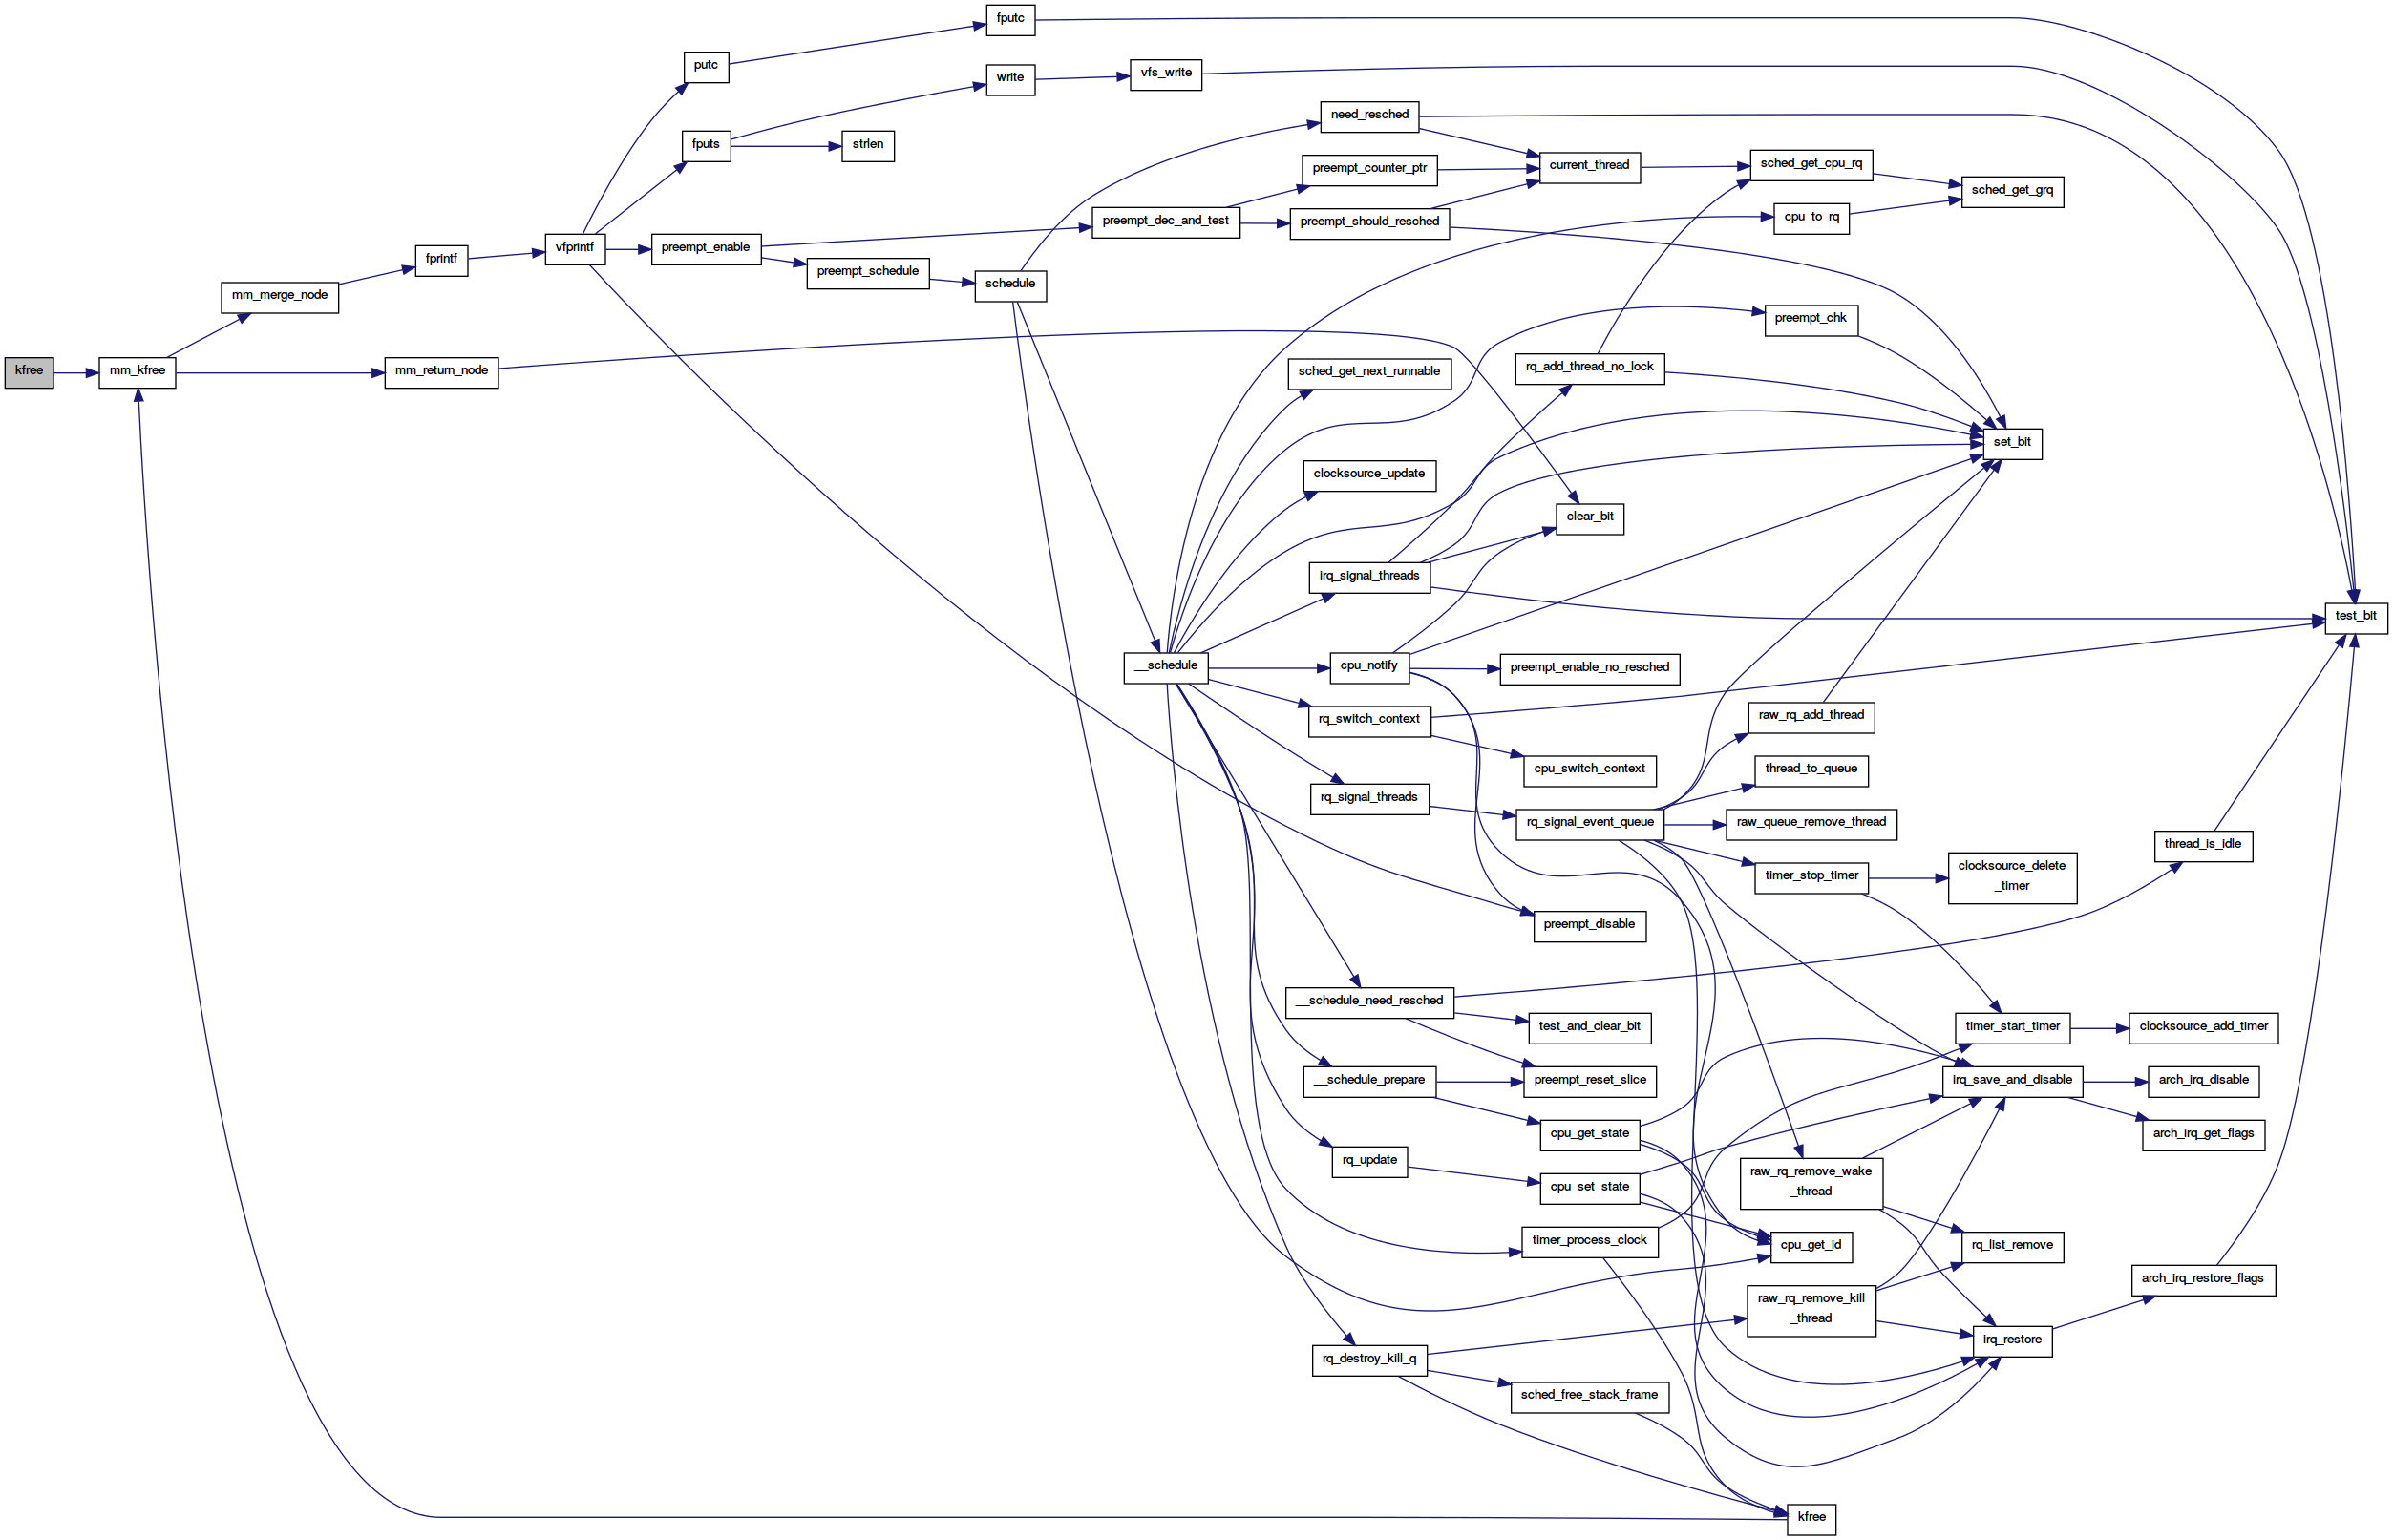 fputc
putc
vfs_write
write
need_resched
fputs
strlen
current_thread
sched_get_cpu_rq
preempt_counter_ptr
sched_get_grq
preempt_dec_and_test
preempt_should_resched
cpu_to_rq
vfprintf
preempt_enable
fprintf
preempt_schedule
schedule
mm_merge_node
preempt_chk
kfree
mm_kfree
mm_return_node
sched_get_next_runnable
rq_add_thread_no_lock
set_bit
clocksource_update
clear_bit
irq_signal_threads
test_bit
__schedule
cpu_notify
preempt_enable_no_resched
rq_switch_context
raw_rq_add_thread
cpu_switch_context
thread_to_queue
rq_signal_threads
rq_signal_event_queue
raw_queue_remove_thread
thread_is_idle
timer_stop_timer
clocksource_delete
_timer
preempt_disable
__schedule_need_resched
test_and_clear_bit
timer_start_timer
clocksource_add_timer
__schedule_prepare
preempt_reset_slice
irq_save_and_disable
arch_irq_disable
cpu_get_state
arch_irq_get_flags
rq_update
cpu_set_state
raw_rq_remove_wake
_thread
timer_process_clock
cpu_get_id
rq_list_remove
arch_irq_restore_flags
raw_rq_remove_kill
_thread
irq_restore
rq_destroy_kill_q
sched_free_stack_frame
kfree